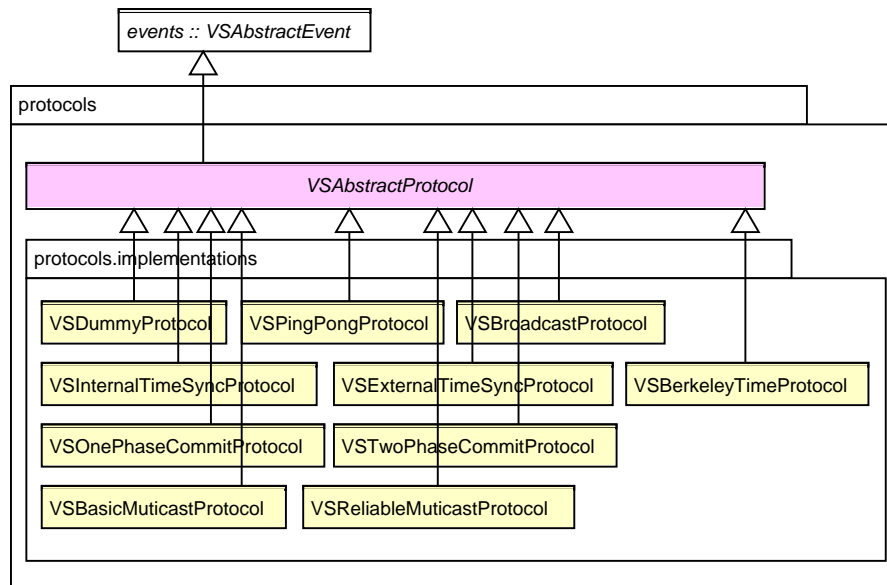 events :: VSAbstractEvent
protocols
VSAbstractProtocol
protocols.implementations
VSDummyProtocol
VSPingPongProtocol
VSBroadcastProtocol
VSInternalTimeSyncProtocol
VSExternalTimeSyncProtocol
VSBerkeleyTimeProtocol
VSOnePhaseCommitProtocol
VSTwoPhaseCommitProtocol
VSBasicMuticastProtocol
VSReliableMuticastProtocol